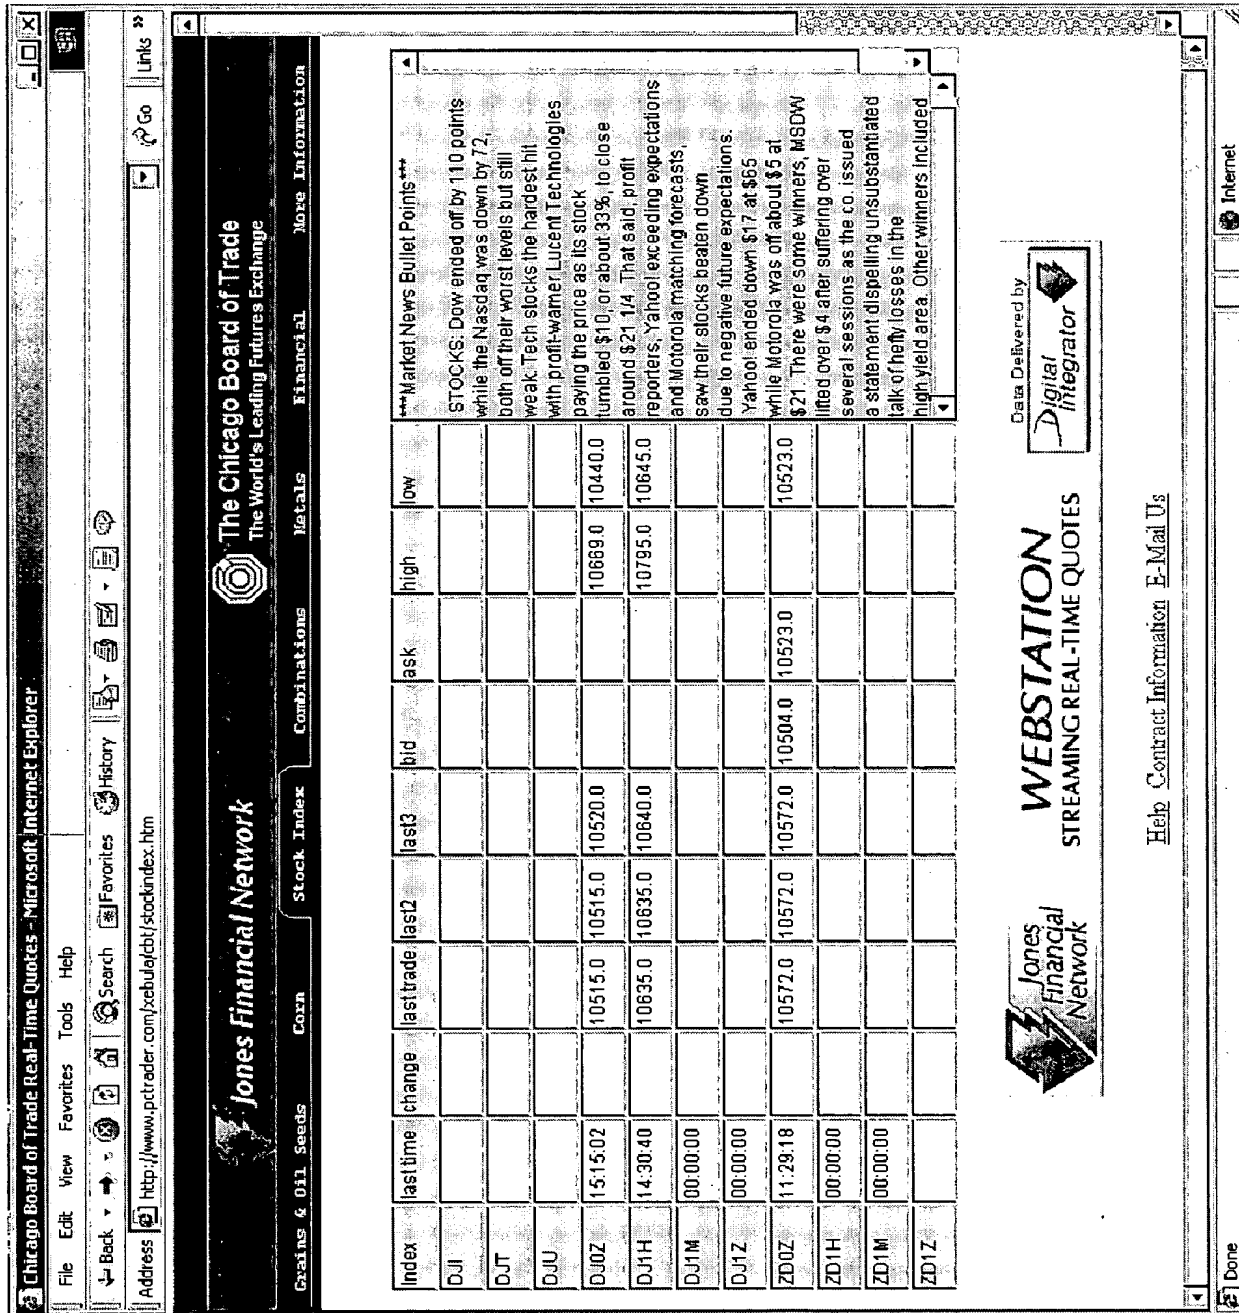 Chicago Board of Trade Real-Time Quotes - Microsoft Internet Explorer
File Edit View Favorites Tools Help
Back Search Favorites History
Address http://www.pctrader.com/xebula/cbt/stockindex.htm Go Links »
Jones Financial Network The Chicago Board of Trade
The World's Leading Futures Exchange
Grains & Oil Seeds Corn Stock Index Combinations Metals Financial More Information
Index last time change last trade last2 last3 bid ask high low
DJI
DJT
DJU
DJ0Z 15:15:02 10515.0 10515.0 10520.0 10669.0 10440.0
DJ1H 14:30:40 10635.0 10635.0 10640.0 10795.0 10645.0
DJ1M 00:00:00
DJ1Z 00:00:00
ZD0Z 11:29:18 10572.0 10572.0 10572.0 10504.0 10523.0 10523.0
ZD1H 00:00:00
ZD1M 00:00:00
ZD1Z
***Market News Bullet Points***
STOCKS: Dow ended off by 110 points
while the Nasdaq was down by 72,
both off their worst levels but still
weak. Tech stocks the hardest hit
with profit-warner Lucent Technologies
paying the price as its stock
tumbled $10, or about 33%, to close
around $21 1/4. That said, profit
reporters, Yahoo! exceeding expectations
and Motorola matching forecasts,
saw their stocks beaten down
due to negative future expectations.
Yahoo! ended down $17 at $65
while Motorola was off about $5 at
$21. There were some winners, MSDW
lifted over $4 after suffering over
several sessions as the co. issued
a statement dispelling unsubstantiated
talk of hefty losses in the
high yield area. Other winners included
Jones
Financial
Network
WEBSTATION
STREAMING REAL-TIME QUOTES
Data Delivered by
Digital
Integrator
Help Contract Information E-Mail Us
Done Internet